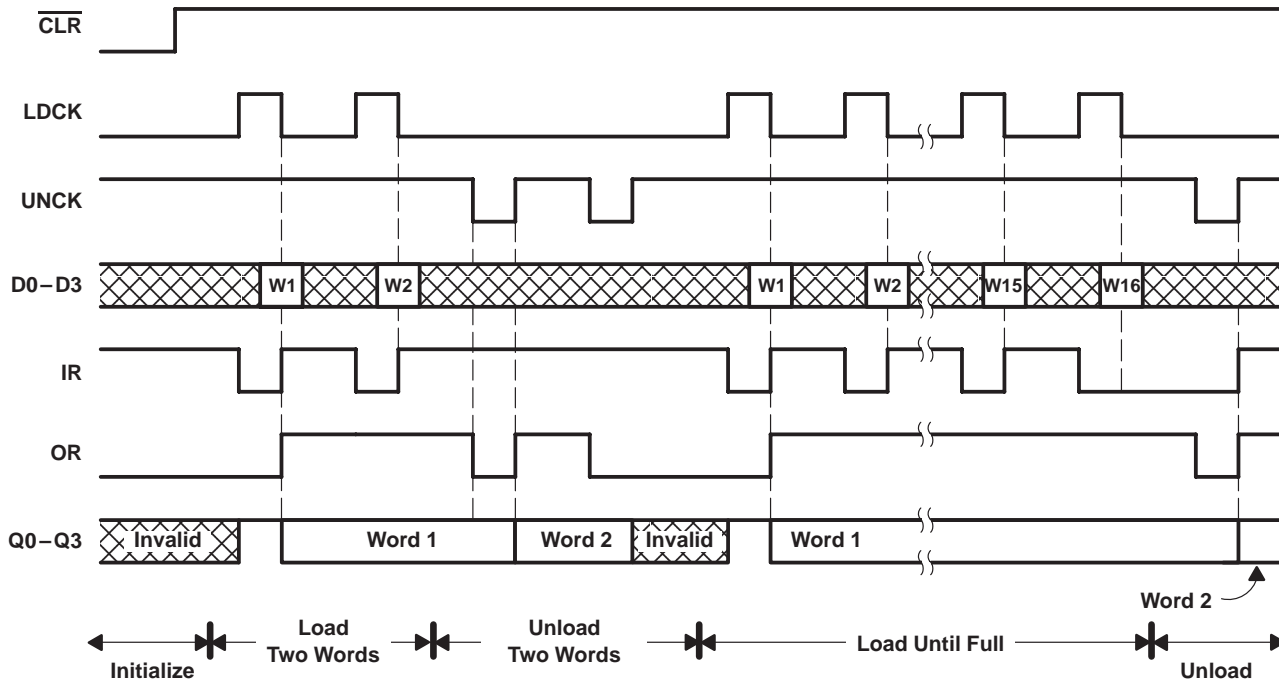 CLR
LDCK
UNCK
D0–D3 W1 W2 W1 W2 W15 W16
IR
OR
Q0–Q3 Invalid Word 1 Word 2 Invalid Word 1
Word 2
Initialize
Load
Two Words
Unload
Two Words
Load Until Full
Unload